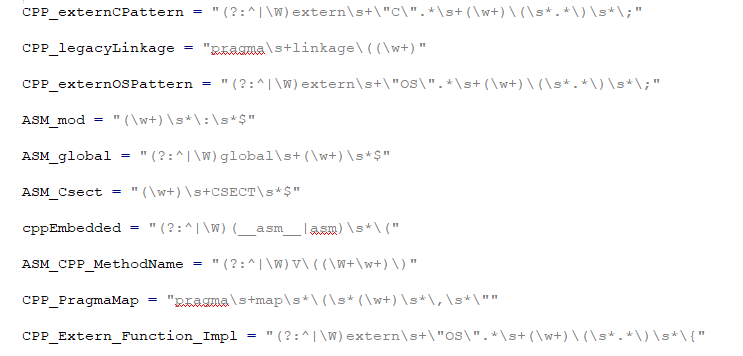 CPP_externCPattern = "(?:^|\W)extern\s+\"C\".*\s+(\w+)\(\s*.*\)\s*\;"
CPP_legacyLinkage = "pragma\s+linkage\((\w+)"
CPP_externOSPattern = "(?:^|\W)extern\s+\"OS\".*\s+(\w+)\(\s*.*\)\s*\;"
ASM_mod = "(\w+)\s*\:\s*$"
ASM_global = "(?:^|\W)global\s+(\w+)\s*$"
ASM_Csect = "(\w+)\s+CSECT\s*$"
cppEmbedded = "(?:^|\W)(__asm__|asm)\s*\("
ASM_CPP_MethodName = "(?:^|\W)V\((\W+\w+)\)"
CPP_PragmaMap = "pragma\s+map\s*\(\s*(\w+)\s*\,\s*\""
CPP_Extern_Function_Impl = "(?:^|\W)extern\s+\"OS\".*\s+(\w+)\(\s*.*\)\s*\{"